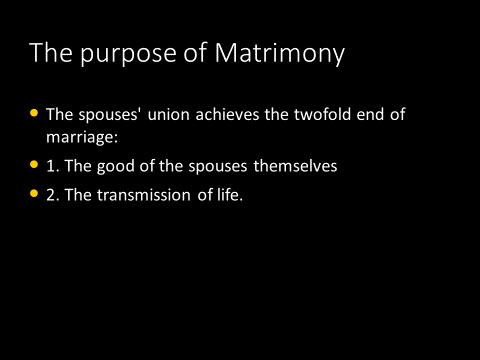 The purpose of Matrimony
• The spouses' union achieves the twofold end of
marriage:
• 1. The good of the spouses themselves
• 2. The transmission of life.